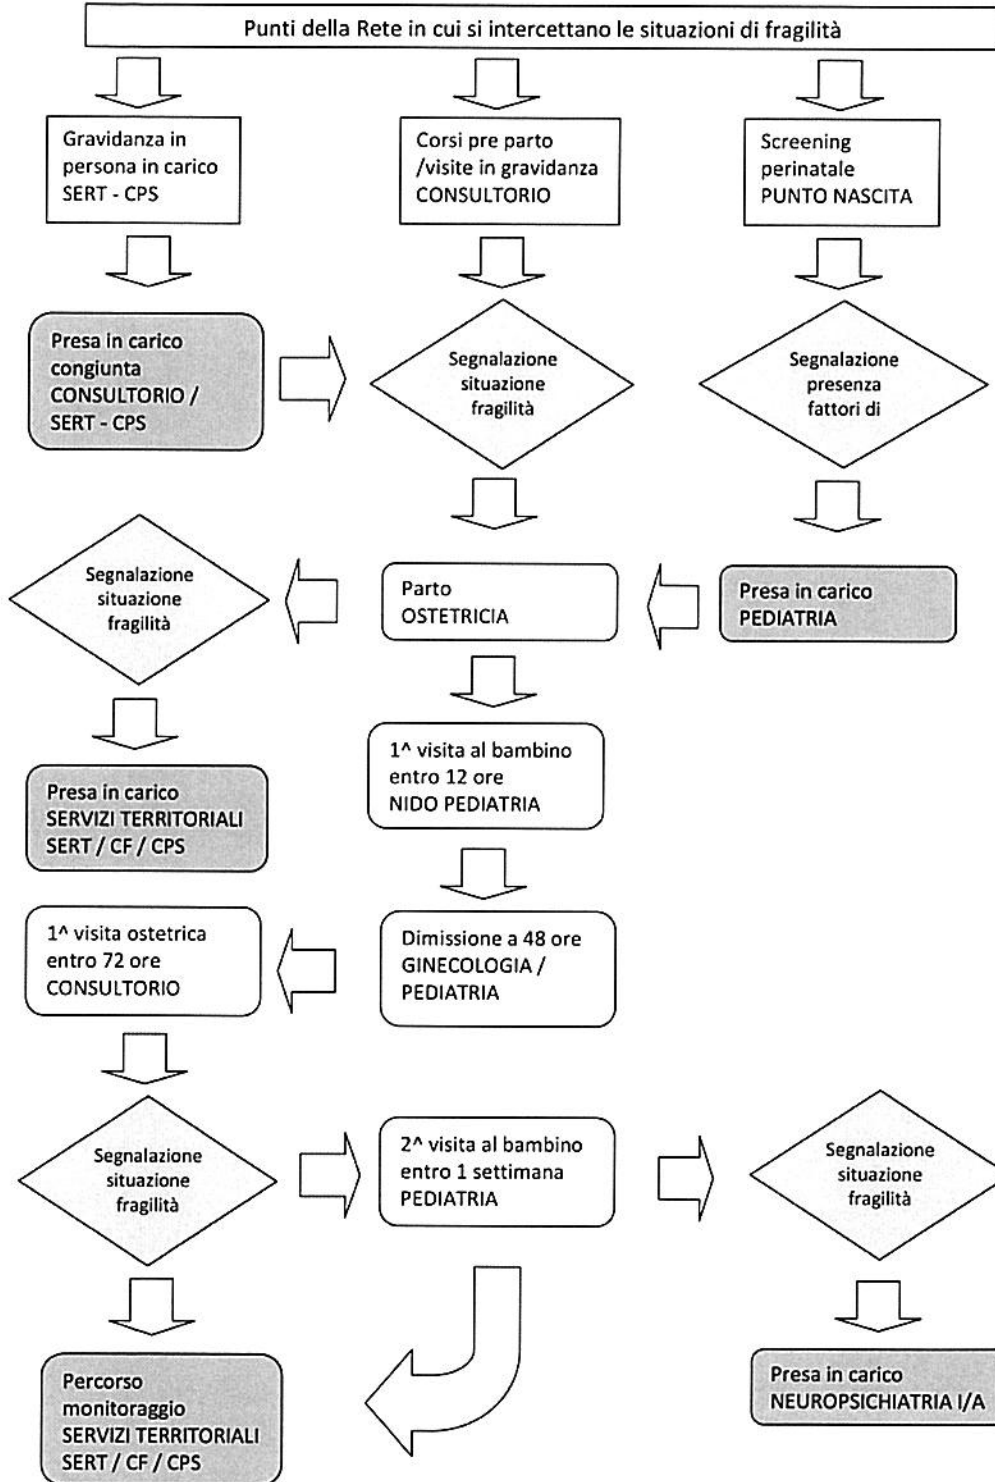 Punti della Rete in cui si intercettano le situazioni di fragilità
Gravidanza in
persona in carico
SERT - CPS
Corsi pre parto
/visite in gravidanza
CONSULTORIO
Screening
perinatale
PUNTO NASCITA
Presa in carico
congiunta
CONSULTORIO /
SERT - CPS
Segnalazione
situazione
fragilità
Segnalazione
presenza
fattori di
Segnalazione
situazione
fragilità
Parto
OSTETRICIA
Presa in carico
PEDIATRIA
1^ visita al bambino
entro 12 ore
NIDO PEDIATRIA
Presa in carico
SERVIZI TERRITORIALI
SERT / CF / CPS
1^ visita ostetrica
entro 72 ore
CONSULTORIO
Dimissione a 48 ore
GINECOLOGIA /
PEDIATRIA
Segnalazione
situazione
fragilità
2^ visita al bambino
entro 1 settimana
PEDIATRIA
Segnalazione
situazione
fragilità
Percorso
monitoraggio
SERVIZI TERRITORIALI
SERT / CF / CPS
Presa in carico
NEUROPSICHIATRIA I/A